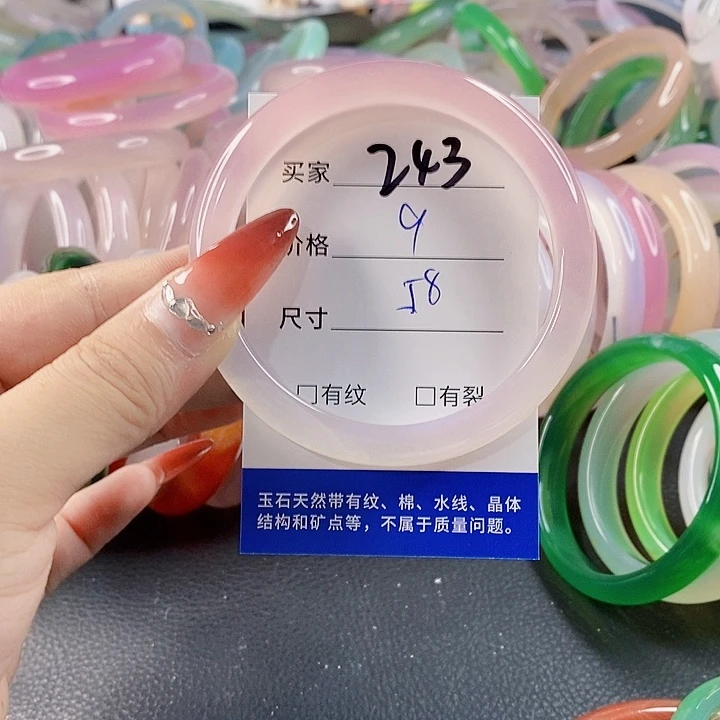 买家 243
价格 9
尺寸 58
□有纹 □有裂
玉石天然带有纹、棉、水线、晶体
结构和矿点等，不属于质量问题。